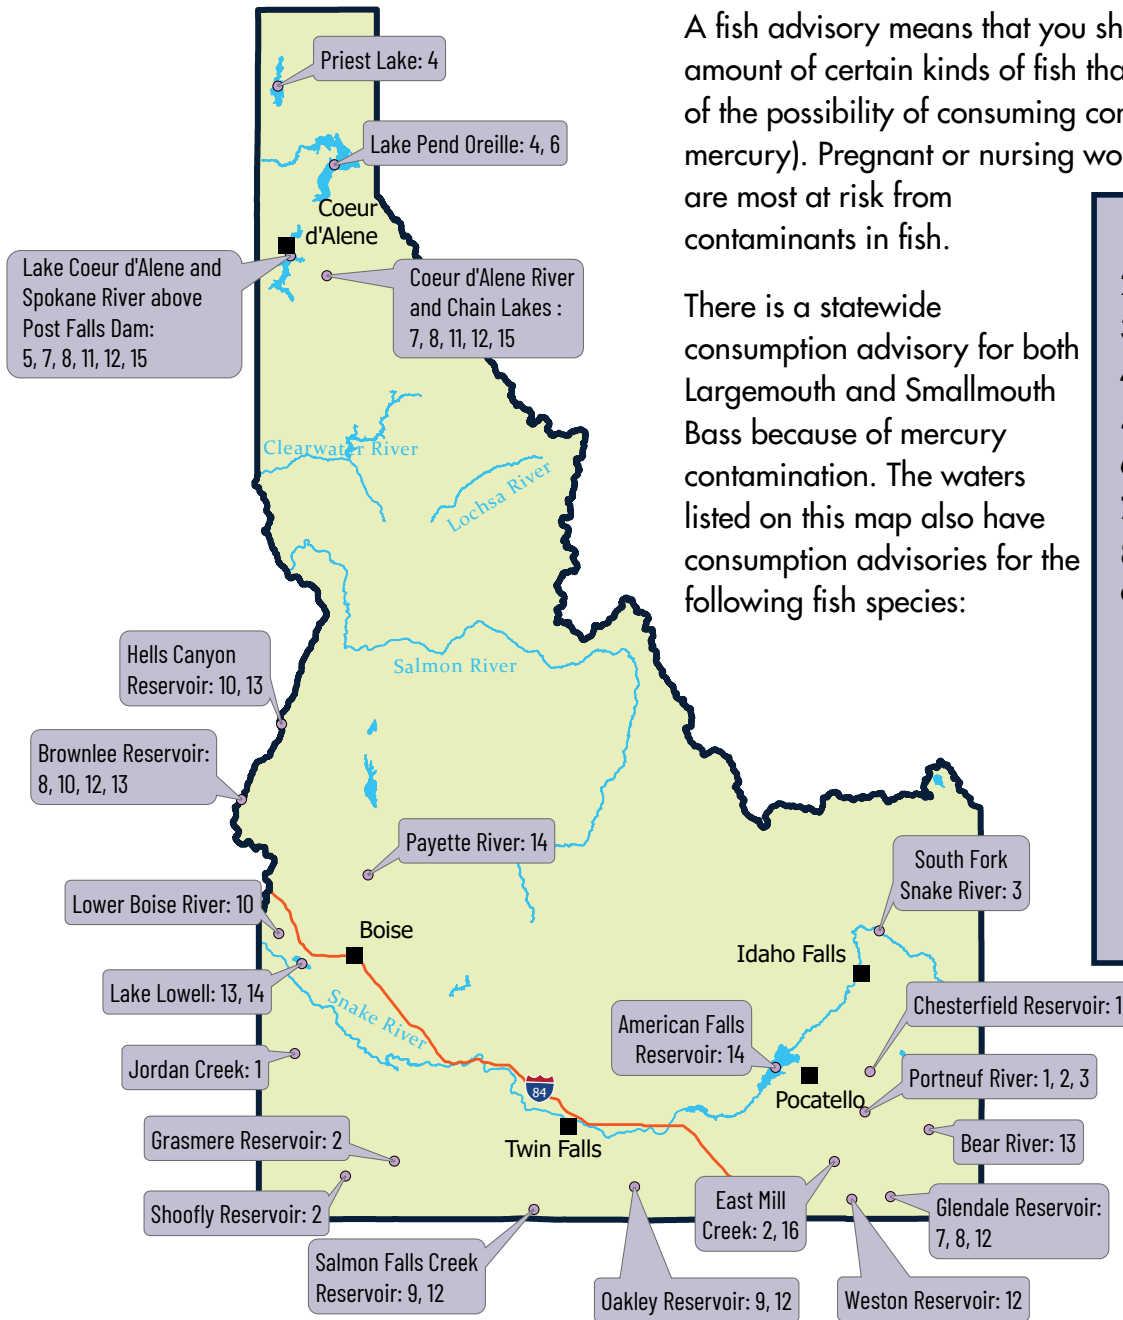 A fish advisory means that you sh
amount of certain kinds of fish tha
of the possibility of consuming con
mercury). Pregnant or nursing wo
are most at risk from
contaminants in fish.
There is a statewide
consumption advisory for both
Largemouth and Smallmouth
Bass because of mercury
contamination. The waters
listed on this map also have
consumption advisories for the
following fish species:
Priest Lake: 4
Lake Pend Oreille: 4, 6
Coeur
d'Alene
Lake Coeur d'Alene and
Spokane River above
Post Falls Dam:
5, 7, 8, 11, 12, 15
Coeur d'Alene River
and Chain Lakes :
7, 8, 11, 12, 15
Clearwater River
Lochsa River
Salmon River
Hells Canyon
Reservoir: 10, 13
Brownlee Reservoir:
8, 10, 12, 13
Payette River: 14
South Fork
Snake River: 3
Lower Boise River: 10
Boise
Idaho Falls
Lake Lowell: 13, 14
Snake River
Chesterfield Reservoir: 1
American Falls
Reservoir: 14
Jordan Creek: 1
84
Pocatello
Portneuf River: 1, 2, 3
Grasmere Reservoir: 2
Twin Falls
Bear River: 13
Shoofly Reservoir: 2
East Mill
Creek: 2, 16
Glendale Reservoir:
7, 8, 12
Salmon Falls Creek
Reservoir: 9, 12
Oakley Reservoir: 9, 12
Weston Reservoir: 12